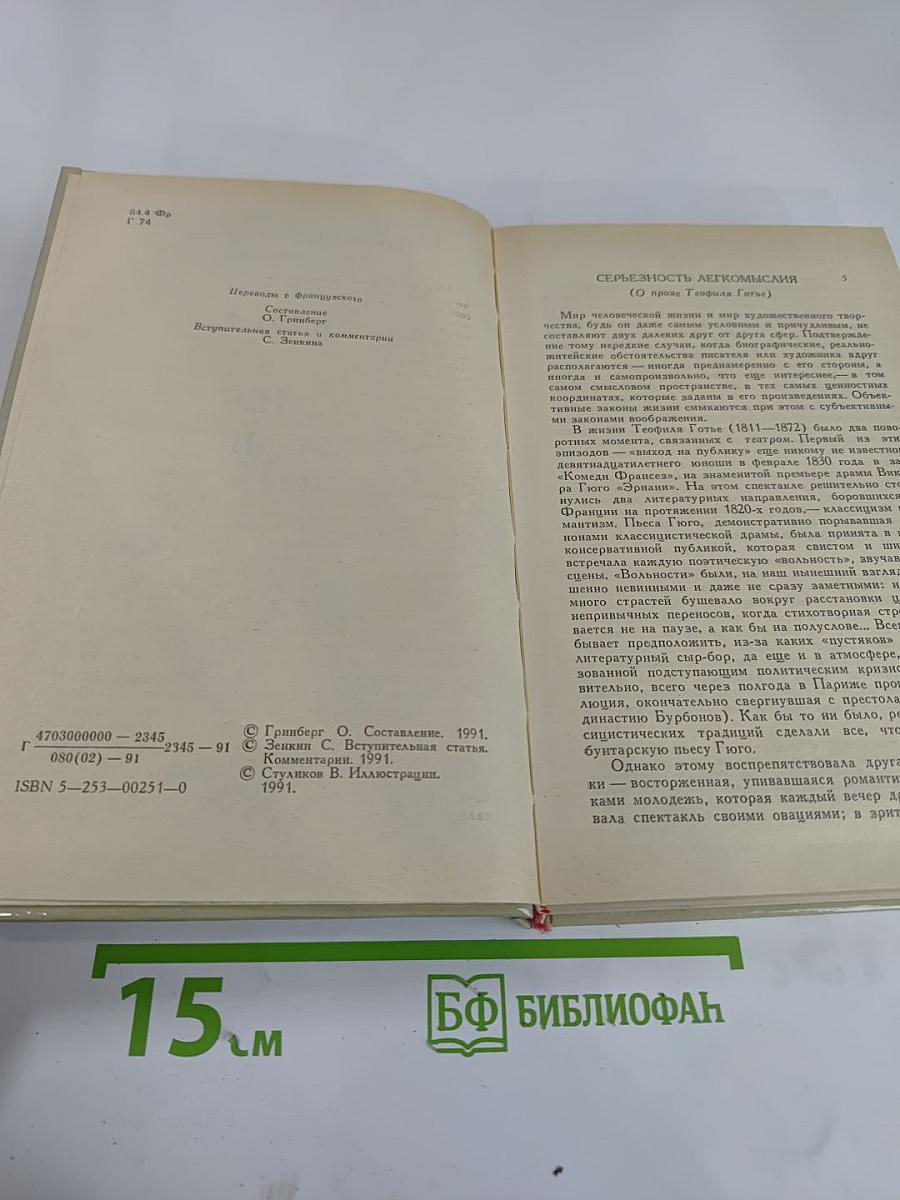 84.4 Фр
Г 74
Переводы с французского
Составление
О. Гринберг
Вступительная статья и комментарии
С. Зенкина
Г 4703000000 — 2345
080(02) — 91
2345 — 91
ISBN 5—253—00251—0
© Гринберг О. Составление. 1991.
© Зенкин С. Вступительная статья.
Комментарии. 1991.
© Стуликов В. Иллюстрации.
1991.
СЕРЬЕЗНОСТЬ ЛЕГКОМЫСЛИЯ 5
(О прозе Теофиля Готье)
Мир человеческой жизни и мир художественного твор-
чества, будь он даже самым условным и причудливым, не
составляют двух далеких друг от друга сфер. Подтвержде-
ние тому нередкие случаи, когда биографические, реально-
житейские обстоятельства писателя или художника вдруг
располагаются — иногда преднамеренно с его стороны, а
иногда и самопроизвольно, что еще интереснее,— в том
самом смысловом пространстве, в тех самых ценностных
координатах, которые заданы в его произведениях. Объек-
тивные законы жизни смыкаются при этом с субъективны-
ми законами воображения.
В жизни Теофиля Готье (1811—1872) было два пово-
ротных момента, связанных с театром. Первый из эти
эпизодов — «выход на публику» еще никому не известног
девятнадцатилетнего юноши в феврале 1830 года в за
«Комеди Франсез», на знаменитой премьере драмы Вик
ра Гюго «Эрнани». На этом спектакле решительно сто
нулись два литературных направления, боровшихся
Франции на протяжении 1820-х годов,— классицизм
мантизм. Пьеса Гюго, демонстративно порывавшая
нонами классицистической драмы, была принята в
консервативной публикой, которая свистом и ши
встречала каждую поэтическую «вольность», звучав
сцены. «Вольности» были, на наш нынешний взгляд
шенно невинными и даже не сразу заметными: н
много страстей бушевало вокруг расстановки ц
непривычных переносов, когда стихотворная стро
вается не на паузе, а как бы на полуслове... Всег
бывает предположить, из-за каких «пустяков»
литературный сыр-бор, да еще и в атмосфере,
зованной подступающим политическим кризис
вительно, всего через полгода в Париже прои
люция, окончательно свергнувшая с престола
династию Бурбонов). Как бы то ни было, ре
сицистических традиций сделали все, что
бунтарскую пьесу Гюго.
Однако этому воспрепятствовала друга
ки — восторженная, упивавшаяся романти
ками молодежь, которая каждый вечер д
вала спектакль своими овациями; в зрит
15 см
БФ БИБЛИОФАН